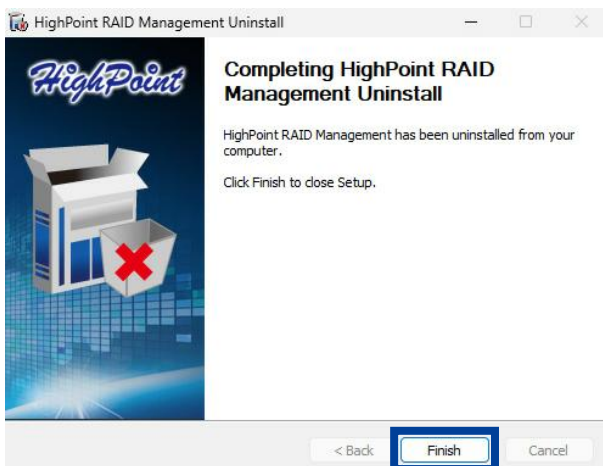 HighPoint RAID Management Uninstall
HighPoint
Completing HighPoint RAID
Management Uninstall
HighPoint RAID Management has been uninstalled from your
computer.
Click Finish to close Setup.
< Back
Finish
Cancel